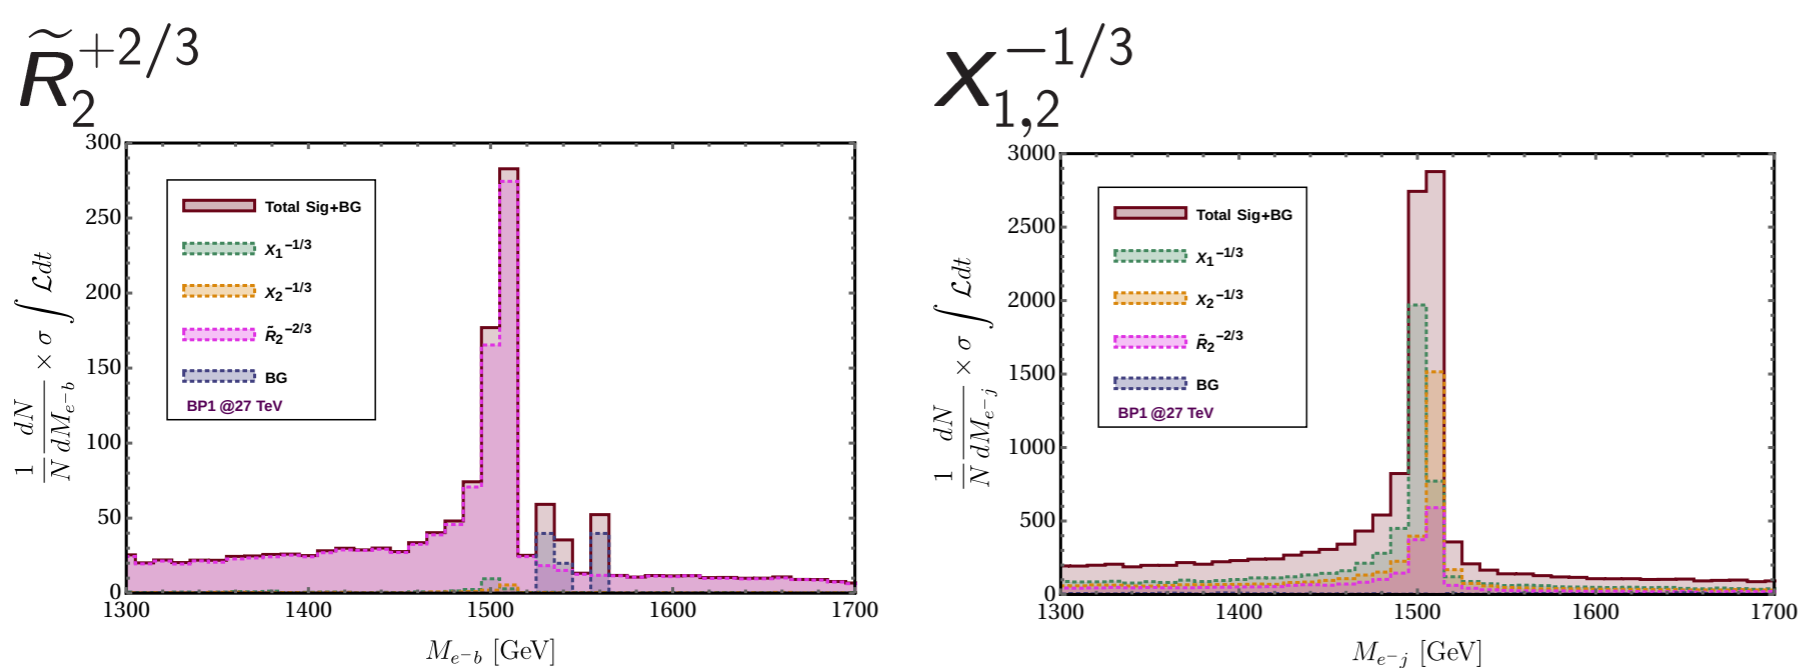 R̃₂^{+2/3}
300
250
200
150
100
50
0
1300
1400
1500
1600
1700
1/N dN/dM_{e⁻b} × σ ∫ ℒdt
M_{e⁻b} [GeV]
Total Sig+BG
X₁^{−1/3}
X₂^{−1/3}
R̃₂^{−2/3}
BG
BP1 @27 TeV
X_{1,2}^{−1/3}
3000
2500
2000
1500
1000
500
0
1300
1400
1500
1600
1700
1/N dN/dM_{e⁻j} × σ ∫ ℒdt
M_{e⁻j} [GeV]
Total Sig+BG
X₁^{−1/3}
X₂^{−1/3}
R̃₂^{−2/3}
BG
BP1 @27 TeV